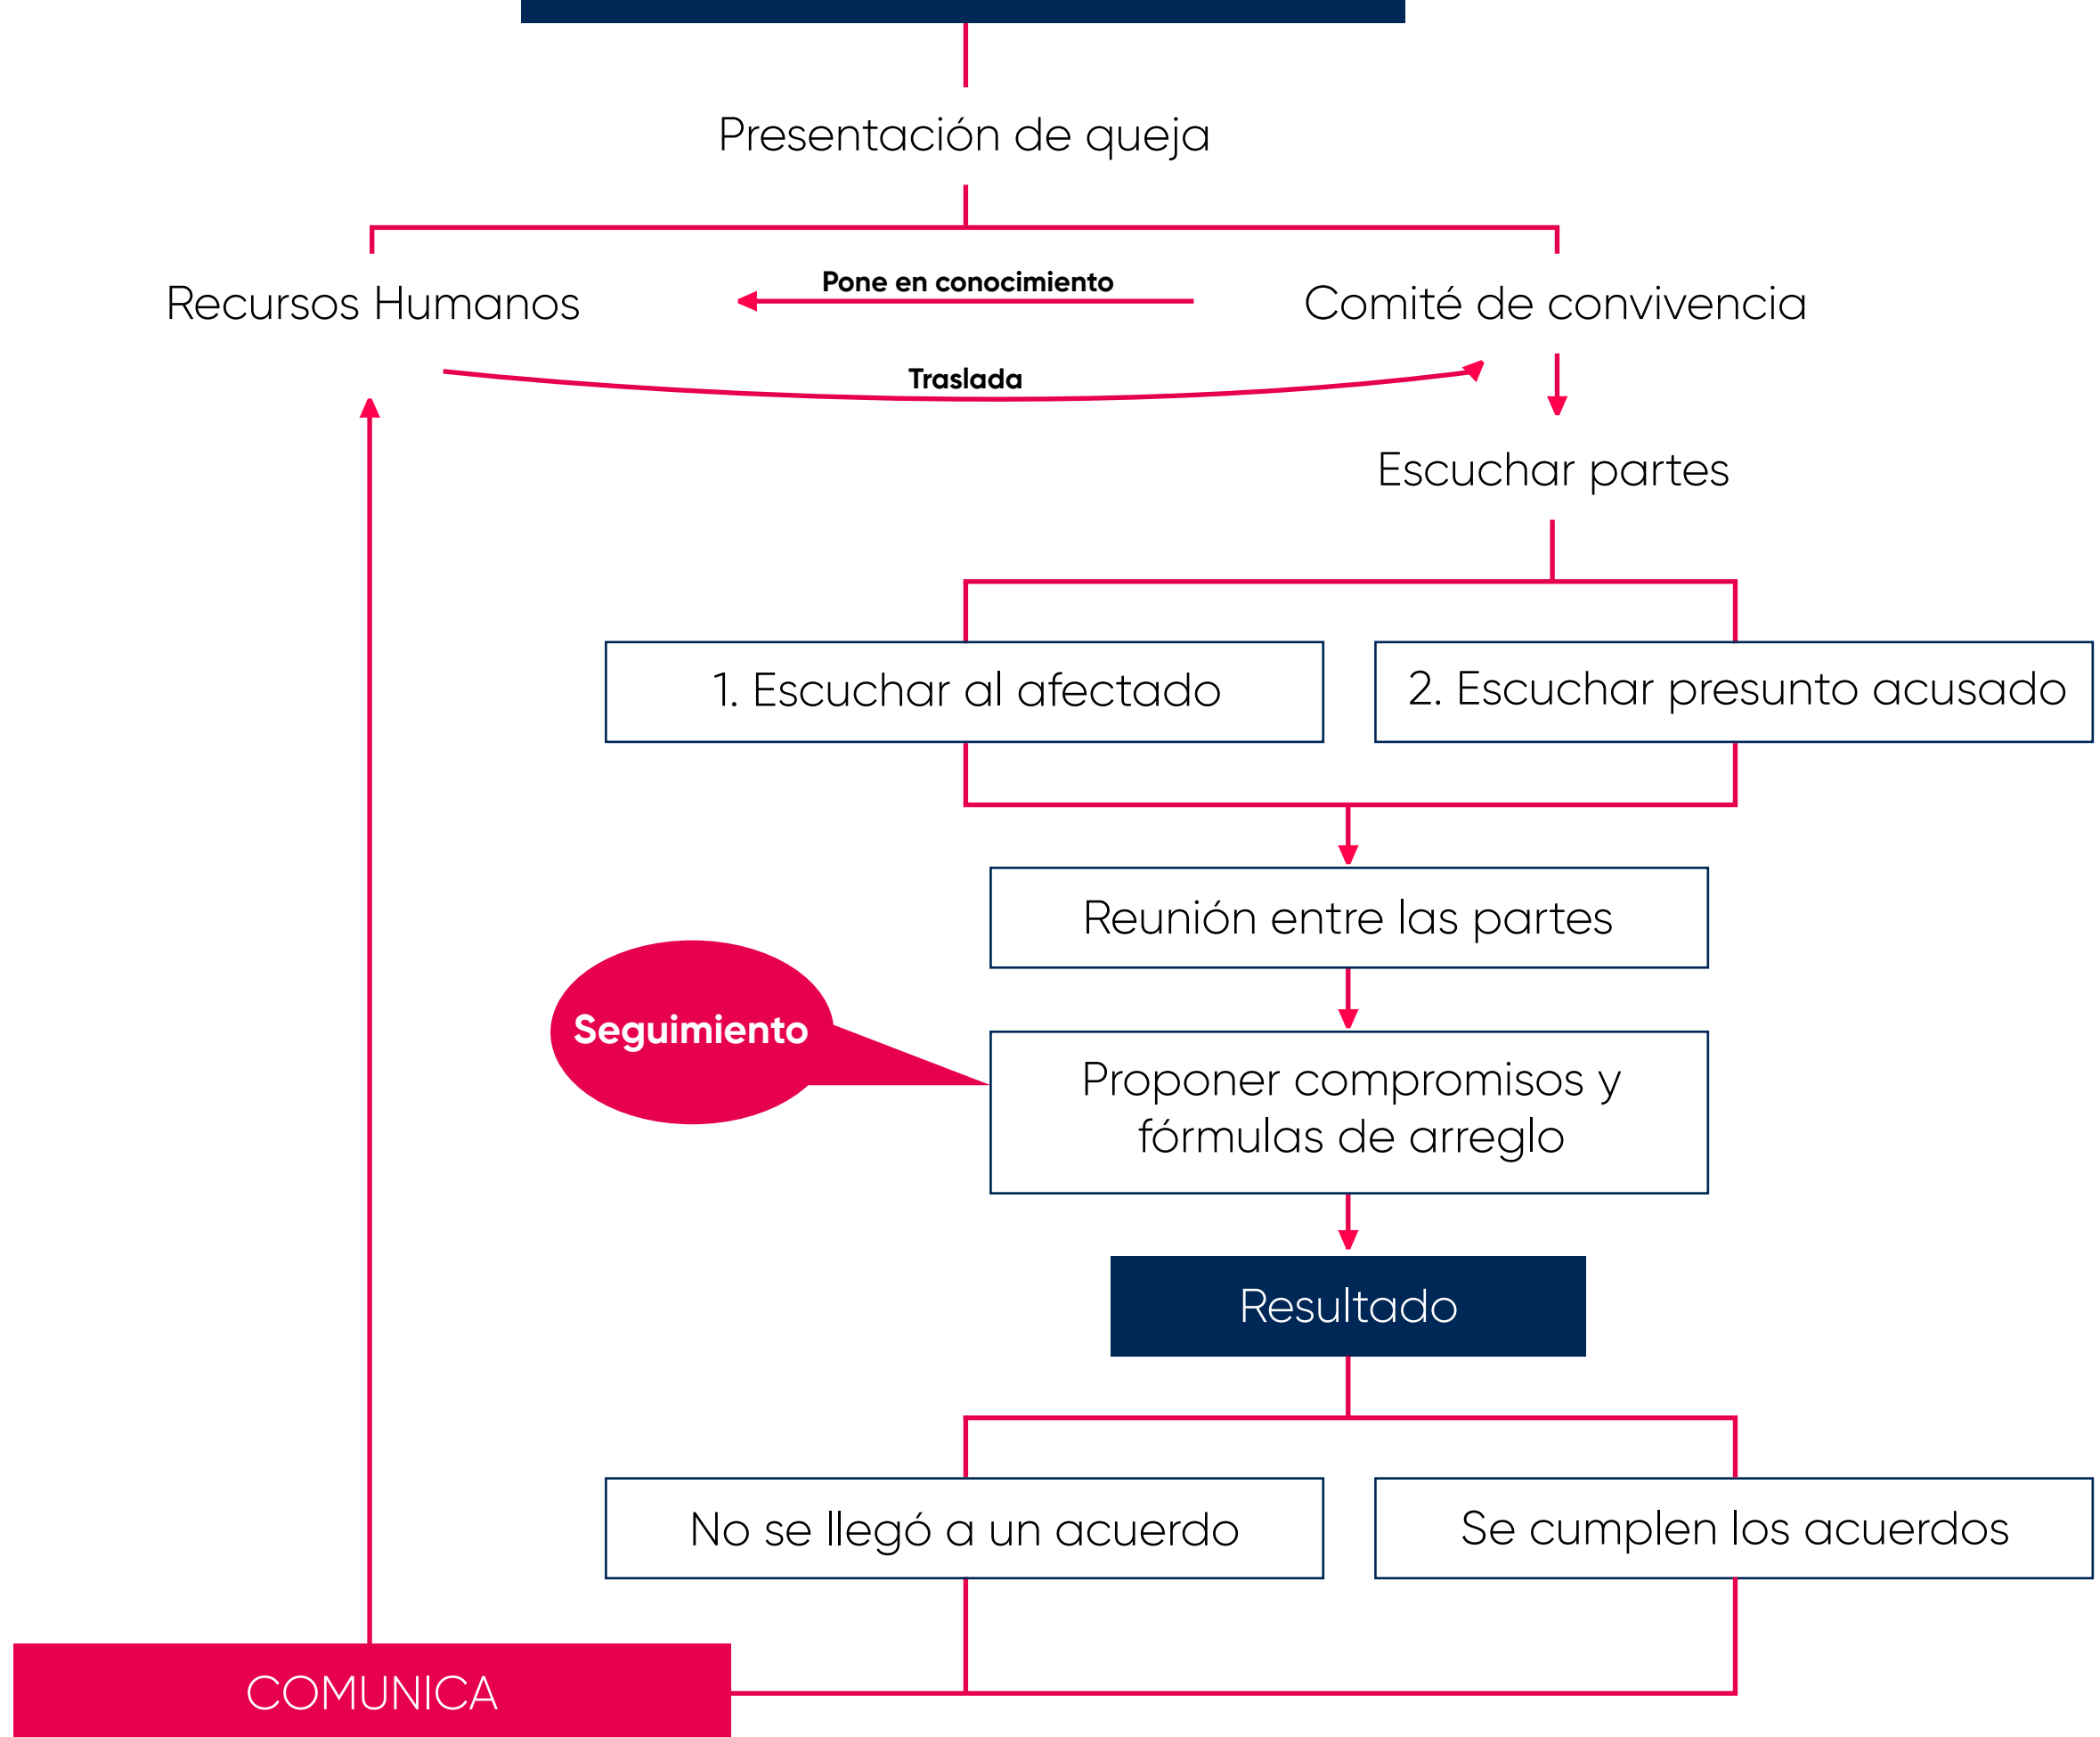 Presentación de queja
Recursos Humanos
Pone en conocimiento
Comité de convivencia
Traslada
Escuchar partes
1. Escuchar al afectado
2. Escuchar presunto acusado
Reunión entre las partes
Seguimiento
Proponer compromisos y
fórmulas de arreglo
Resultado
No se llegó a un acuerdo
Se cumplen los acuerdos
COMUNICA